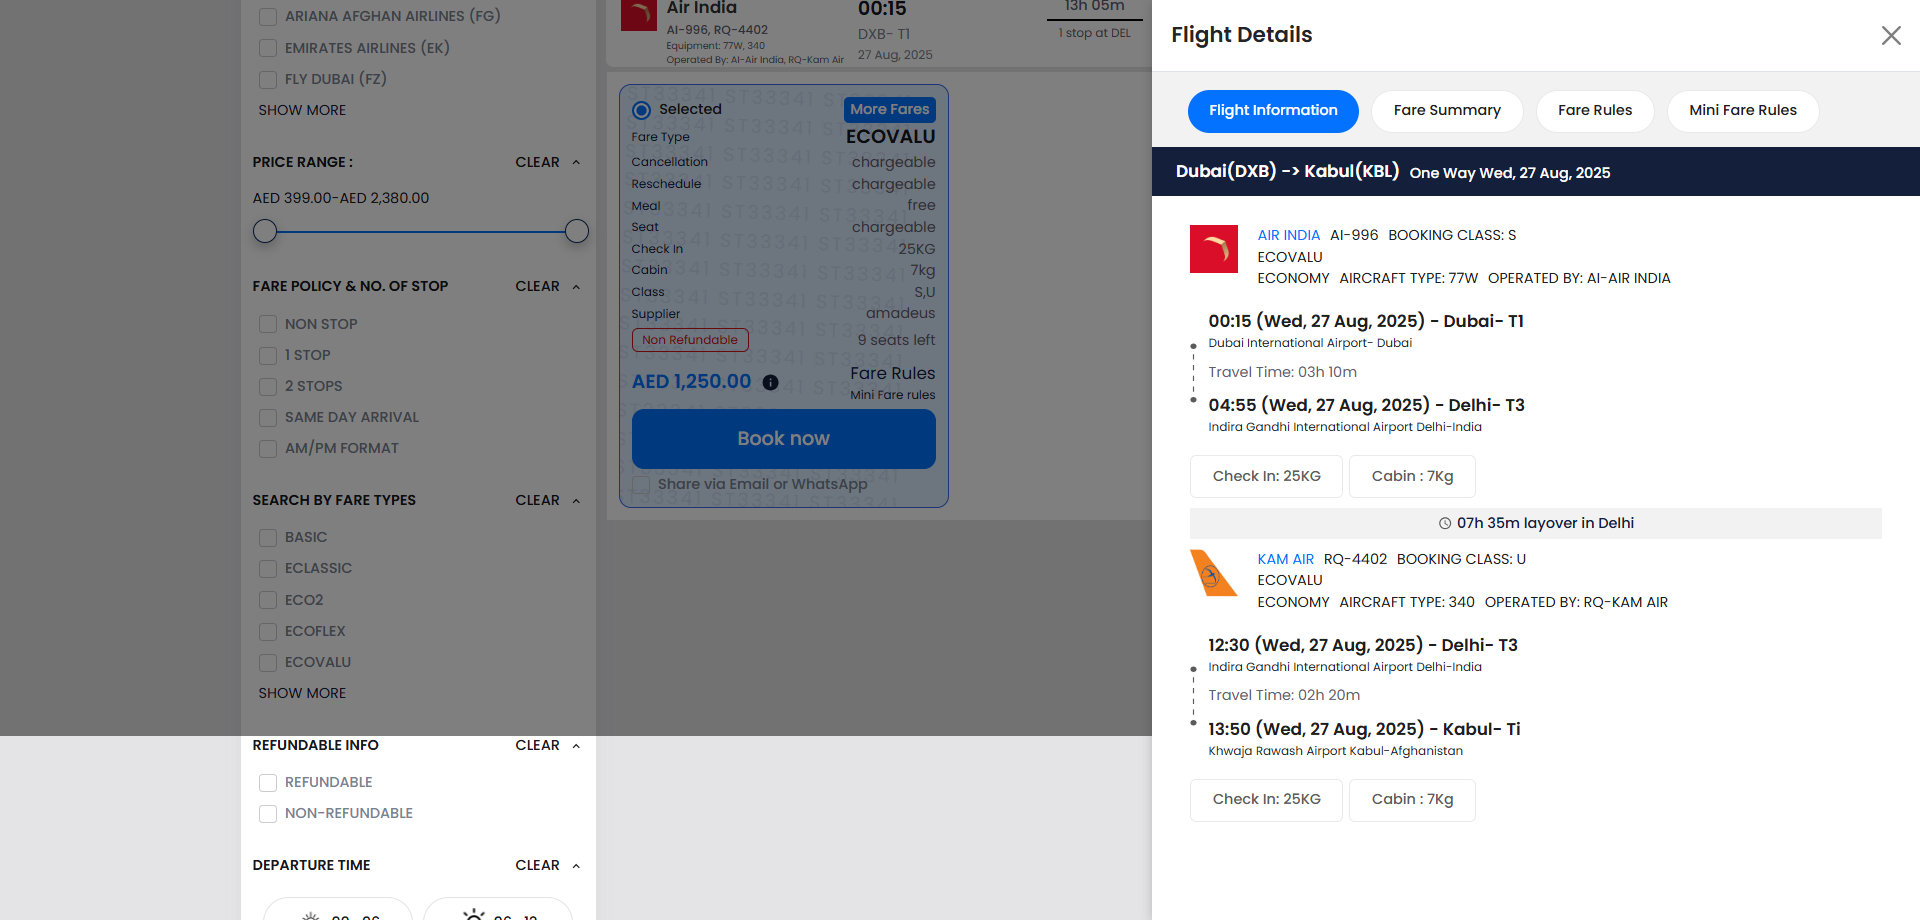 ARIANA AFGHAN AIRLINES (FG)
EMIRATES AIRLINES (EK)
FLY DUBAI (FZ)
SHOW MORE
PRICE RANGE :
CLEAR
AED 399.00-AED 2,380.00
FARE POLICY & NO. OF STOP
CLEAR
NON STOP
1 STOP
2 STOPS
SAME DAY ARRIVAL
AM/PM FORMAT
SEARCH BY FARE TYPES
CLEAR
BASIC
ECLASSIC
ECO2
ECOFLEX
ECOVALU
SHOW MORE
REFUNDABLE INFO
CLEAR
REFUNDABLE
NON-REFUNDABLE
DEPARTURE TIME
CLEAR
Air India
AI-996, RQ-4402
Equipment: 77W, 340
Operated By: AI-Air India, RQ-Kam Air
00:15
DXB- T1
27 Aug, 2025
13h 05m
1 stop at DEL
Selected
More Fares
Fare Type ECOVALU
Cancellation chargeable
Reschedule chargeable
Meal free
Seat chargeable
Check In 25KG
Cabin 7kg
Class S,U
Supplier amadeus
Non Refundable
9 seats left
AED 1,250.00
Fare Rules
Mini Fare rules
Book now
Share via Email or WhatsApp
ST33341
Flight Details
Flight Information
Fare Summary
Fare Rules
Mini Fare Rules
Dubai(DXB) -> Kabul(KBL) One Way Wed, 27 Aug, 2025
AIR INDIA AI-996 BOOKING CLASS: S
ECOVALU
ECONOMY AIRCRAFT TYPE: 77W OPERATED BY: AI-AIR INDIA
00:15 (Wed, 27 Aug, 2025) - Dubai- T1
Dubai International Airport- Dubai
Travel Time: 03h 10m
04:55 (Wed, 27 Aug, 2025) - Delhi- T3
Indira Gandhi International Airport Delhi-India
Check In: 25KG
Cabin : 7Kg
07h 35m layover in Delhi
KAM AIR RQ-4402 BOOKING CLASS: U
ECOVALU
ECONOMY AIRCRAFT TYPE: 340 OPERATED BY: RQ-KAM AIR
12:30 (Wed, 27 Aug, 2025) - Delhi- T3
Indira Gandhi International Airport Delhi-India
Travel Time: 02h 20m
13:50 (Wed, 27 Aug, 2025) - Kabul- Ti
Khwaja Rawash Airport Kabul-Afghanistan
Check In: 25KG
Cabin : 7Kg